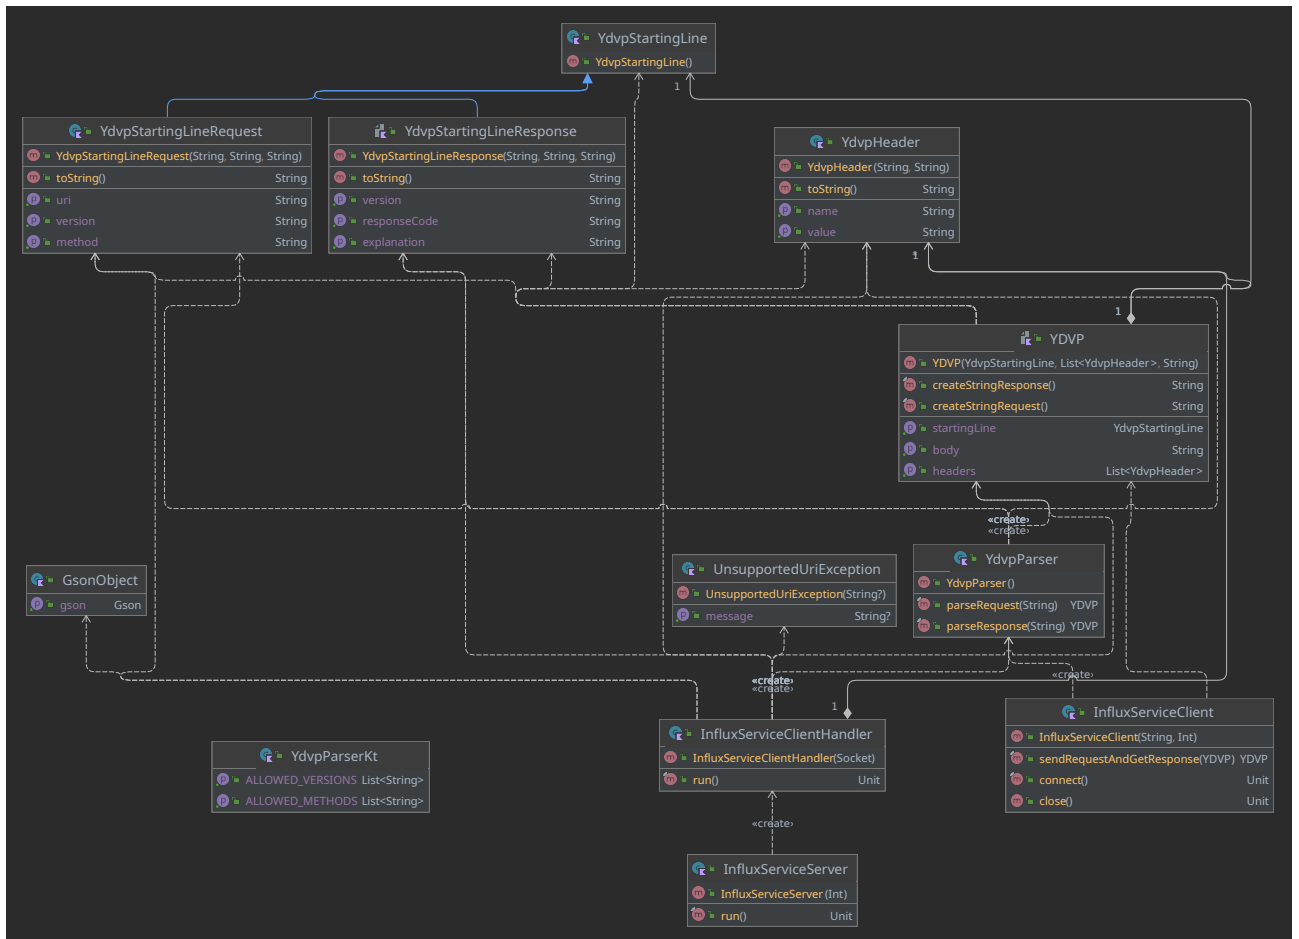 YdvpStartingLine
YdvpStartingLine()
1
YdvpStartingLineRequest
YdvpStartingLineRequest(String, String, String)
toString() String
uri String
version String
method String
YdvpStartingLineResponse
YdvpStartingLineResponse(String, String, String)
toString() String
version String
responseCode String
explanation String
YdvpHeader
YdvpHeader(String, String)
toString() String
name String
value String
1
1
YDVP
YDVP(YdvpStartingLine, List<YdvpHeader>, String)
createStringResponse() String
createStringRequest() String
startingLine YdvpStartingLine
body String
headers List<YdvpHeader>
«create»
«create»
GsonObject
gson Gson
UnsupportedUriException
UnsupportedUriException(String?)
message String?
YdvpParser
YdvpParser()
parseRequest(String) YDVP
parseResponse(String) YDVP
«create»
«create»
«create»
1
YdvpParserKt
ALLOWED_VERSIONS List<String>
ALLOWED_METHODS List<String>
InfluxServiceClientHandler
InfluxServiceClientHandler(Socket)
run() Unit
InfluxServiceClient
InfluxServiceClient(String, Int)
sendRequestAndGetResponse(YDVP) YDVP
connect() Unit
close() Unit
«create»
InfluxServiceServer
InfluxServiceServer(Int)
run() Unit